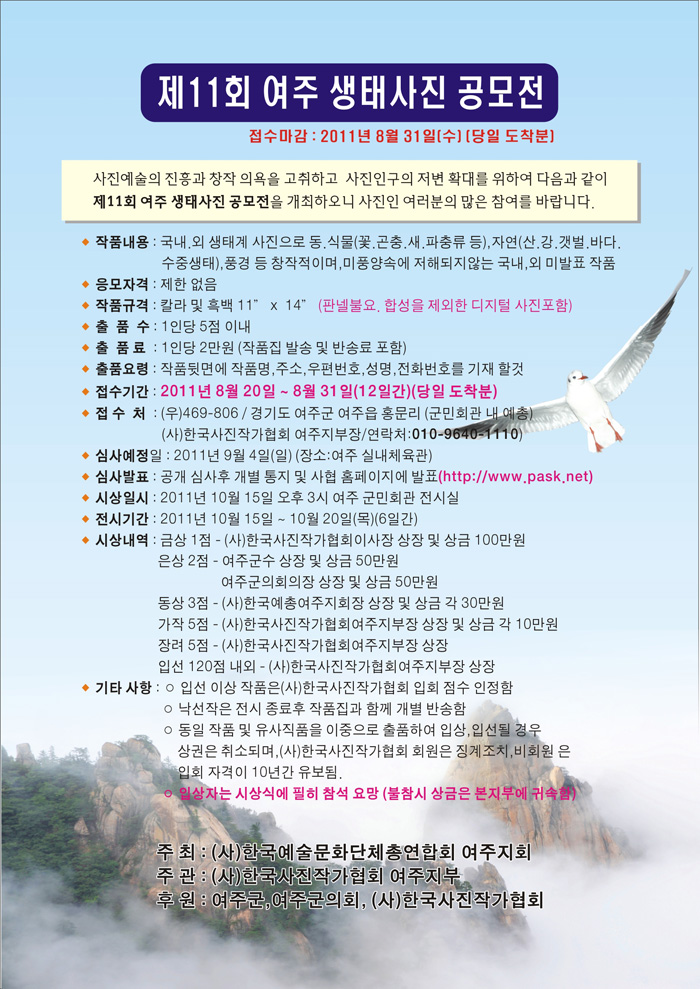 제11회 여주 생태사진 공모전
접수마감 : 2011년 8월 31일(수) (당일 도착분)
사진예술의 진흥과 창작 의욕을 고취하고 사진인구의 저변 확대를 위하여 다음과 같이
제11회 여주 생태사진 공모전을 개최하오니 사진인 여러분의 많은 참여를 바랍니다.
◆ 작품내용 : 국내.외 생태계 사진으로 동.식물(꽃.곤충.새.파충류 등),자연(산.강.갯벌.바다.
수중생태),풍경 등 창작적이며,미풍양속에 저해되지않는 국내,외 미발표 작품
◆ 응모자격 : 제한 없음
◆ 작품규격 : 칼라 및 흑백 11" x 14" (판넬불요. 합성을 제외한 디지털 사진포함)
◆ 출 품 수 : 1인당 5점 이내
◆ 출 품 료 : 1인당 2만원 (작품집 발송 및 반송료 포함)
◆ 출품요령 : 작품뒷면에 작품명,주소,우편번호,성명,전화번호를 기재 할것
◆ 접수기간 : 2011년 8월 20일 ~ 8월 31일(12일간)(당일 도착분)
◆ 접 수 처 : (우)469-806 / 경기도 여주군 여주읍 홍문리 (군민회관 내 예총)
(사)한국사진작가협회 여주지부장/연락처:010-9640-1110)
◆ 심사예정일 : 2011년 9월 4일(일) (장소:여주 실내체육관)
◆ 심사발표 : 공개 심사후 개별 통지 및 사협 홈페이지에 발표(http://www.pask.net)
◆ 시상일시 : 2011년 10월 15일 오후 3시 여주 군민회관 전시실
◆ 전시기간 : 2011년 10월 15일 ~ 10월 20일(목)(6일간)
◆ 시상내역 : 금상 1점 - (사)한국사진작가협회이사장 상장 및 상금 100만원
은상 2점 - 여주군수 상장 및 상금 50만원
여주군의회의장 상장 및 상금 50만원
동상 3점 - (사)한국예총여주지회장 상장 및 상금 각 30만원
가작 5점 - (사)한국사진작가협회여주지부장 상장 및 상금 각 10만원
장려 5점 - (사)한국사진작가협회여주지부장 상장
입선 120점 내외 - (사)한국사진작가협회여주지부장 상장
◆ 기타 사항 : ○ 입선 이상 작품은(사)한국사진작가협회 입회 점수 인정함
○ 낙선작은 전시 종료후 작품집과 함께 개별 반송함
○ 동일 작품 및 유사직품을 이중으로 출품하여 입상,입선될 경우
상권은 취소되며,(사)한국사진작가협회 회원은 징계조치,비회원 은
입회 자격이 10년간 유보됨.
○ 입상자는 시상식에 필히 참석 요망 (불참시 상금은 본지부에 귀속함)
주 최 : (사)한국예술문화단체총연합회 여주지회
주 관 : (사)한국사진작가협회 여주지부
후 원 : 여주군,여주군의회, (사)한국사진작가협회